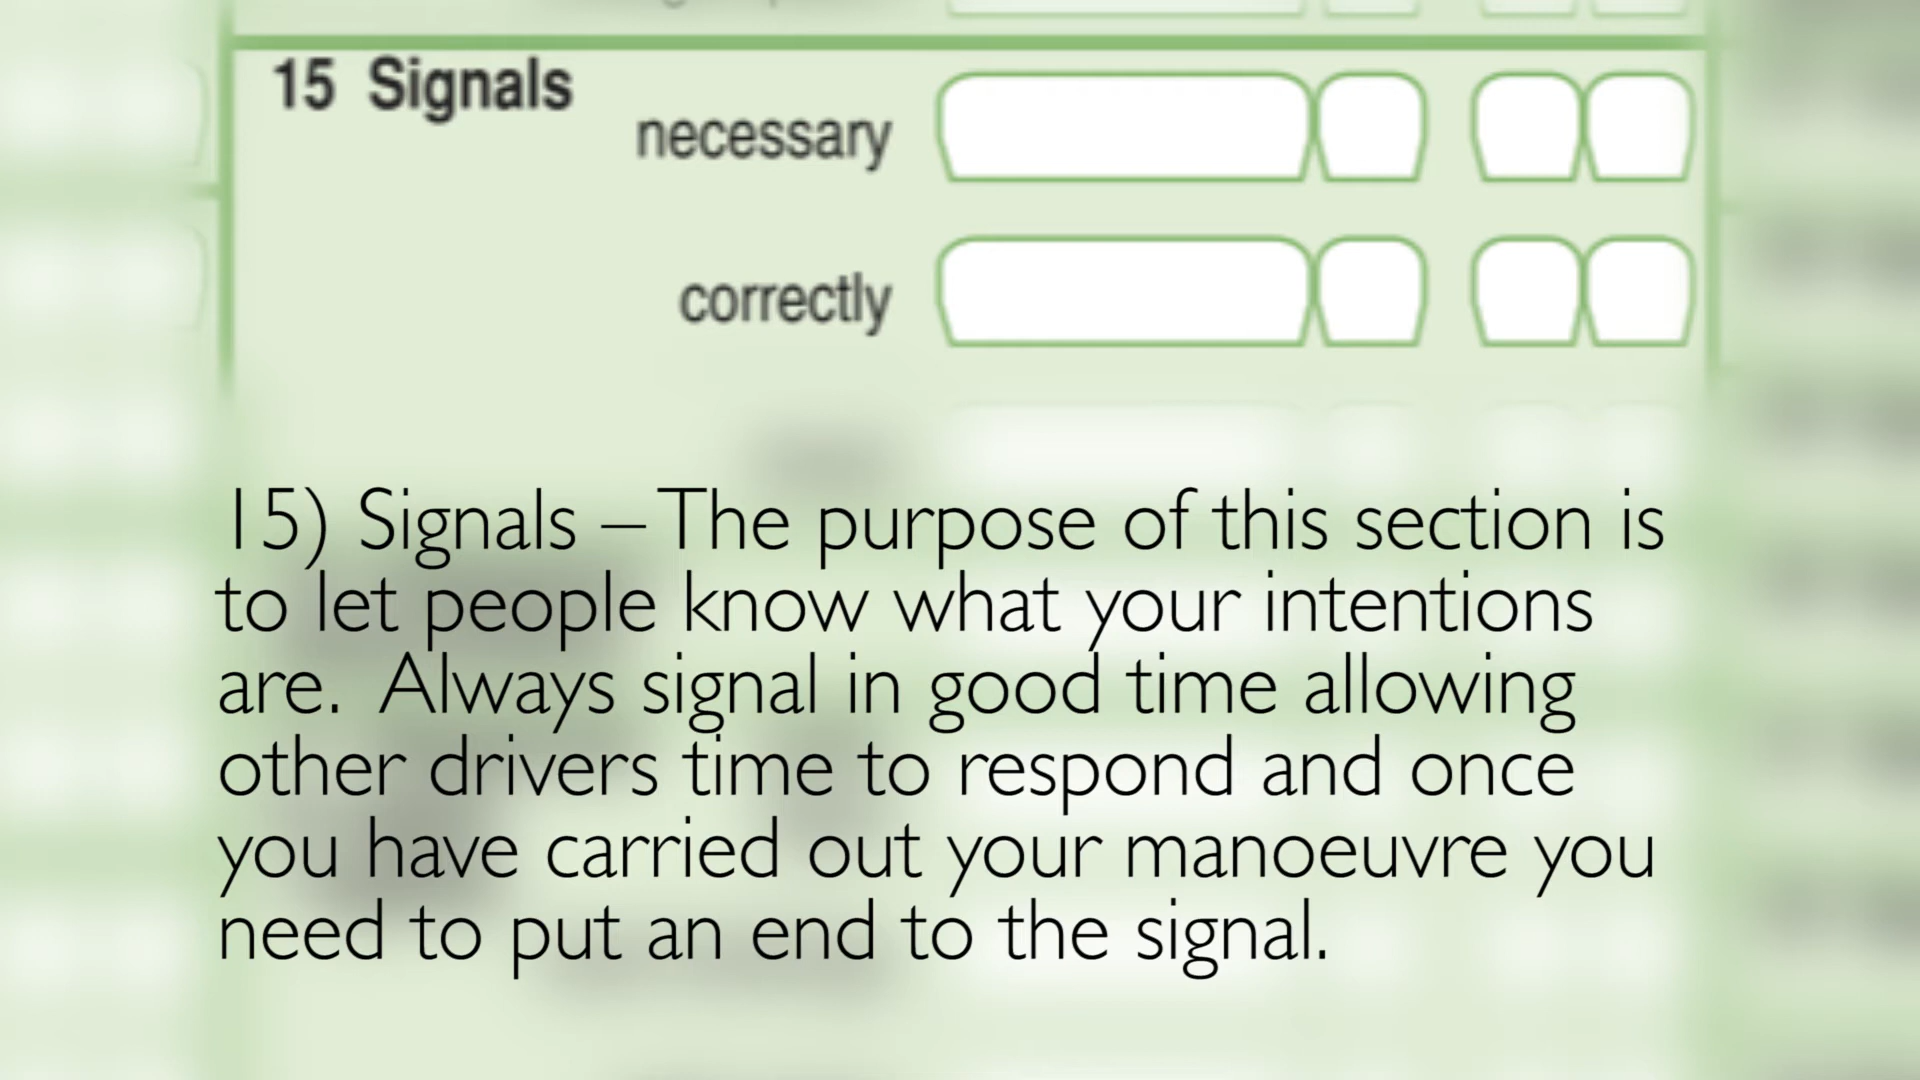 15 Signals
necessary
correctly
15) Signals – The purpose of this section is
to let people know what your intentions
are.  Always signal in good time allowing
other drivers time to respond and once
you have carried out your manoeuvre you
need to put an end to the signal.